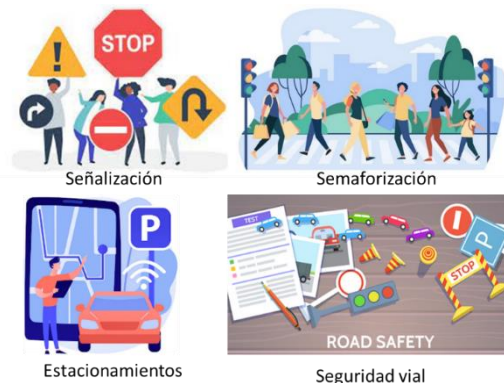 STOP
Señalización
Semaforización
P
Estacionamientos
TEST
P
STOP
ROAD SAFETY
Seguridad vial